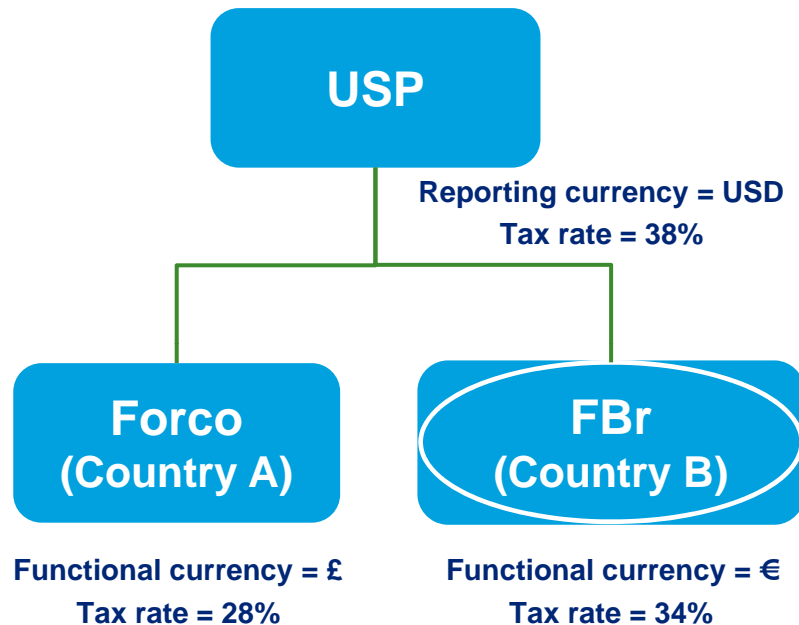 USP
Reporting currency = USD
Tax rate = 38%
Forco
(Country A)
FBr
(Country B)
Functional currency = £
Tax rate = 28%
Functional currency = €
Tax rate = 34%